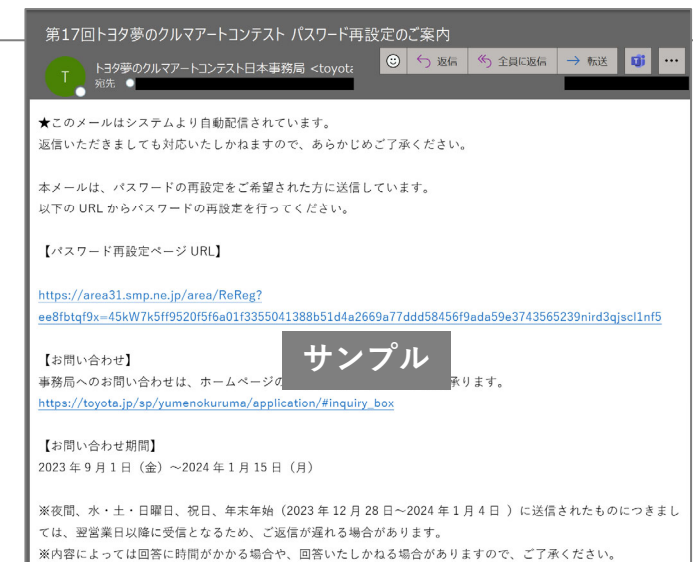 第17回トヨタ夢のクルマアートコンテスト パスワード再設定のご案内
T
トヨタ夢のクルマアートコンテスト日本事務局 <toyota
宛先
返信
全員に返信
転送
★このメールはシステムより自動配信されています。
返信いただきましても対応いたしかねますので、あらかじめご了承ください。
本メールは、パスワードの再設定をご希望された方に送信しています。
以下の URL からパスワードの再設定を行ってください。
【パスワード再設定ページ URL】
https://area31.smp.ne.jp/area/ReReg?
ee8fbtqf9x=45kW7k5ff9520f5f6a01f3355041388b51d4a2669a77ddd58456f9ada59e3743565239nird3qjscl1nf5
サンプル
【お問い合わせ】
事務局へのお問い合わせは、ホームページの 承ります。
https://toyota.jp/sp/yumenokuruma/application/#inquiry_box
【お問い合わせ期間】
2023 年 9 月 1 日（金）～2024 年 1 月 15 日（月）
※夜間、水・土・日曜日、祝日、年末年始（2023 年 12 月 28 日～2024 年 1 月 4 日 ）に送信されたものにつきまし
ては、翌営業日以降に受信となるため、ご返信が遅れる場合があります。
※内容によっては回答に時間がかかる場合や、回答いたしかねる場合がありますので、ご了承ください。